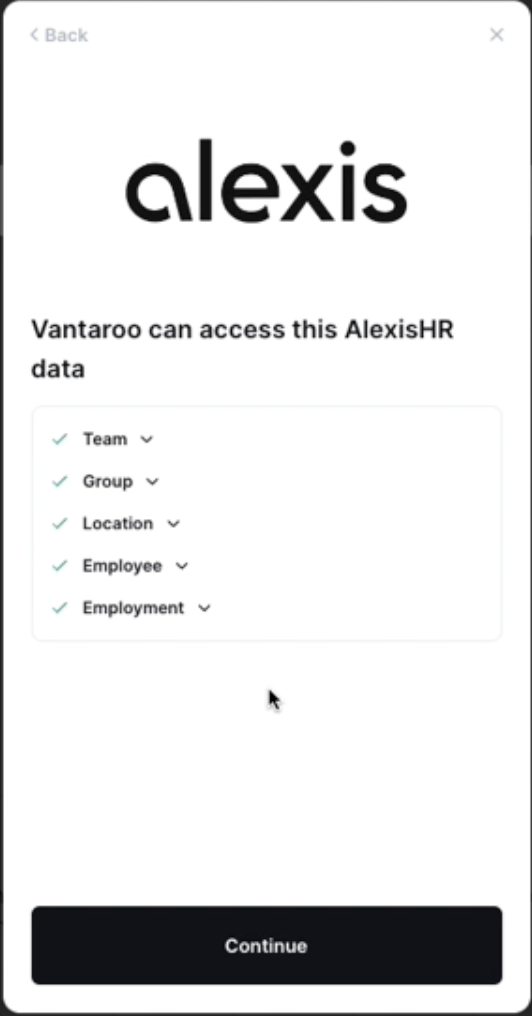 Back
alexis
Vantaroo can access this AlexisHR
data
Team
Group
Location
Employee
Employment
Continue